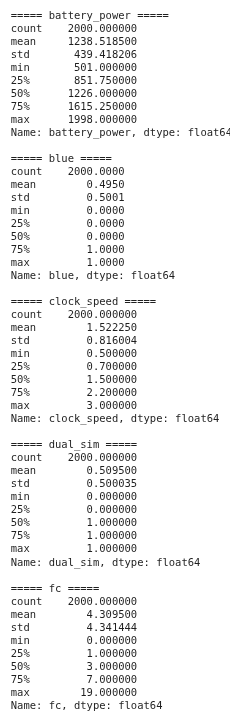 ===== battery_power =====
count    2000.000000
mean     1238.518500
std       439.418206
min       501.000000
25%       851.750000
50%      1226.000000
75%      1615.250000
max      1998.000000
Name: battery_power, dtype: float64
===== blue =====
count    2000.0000
mean        0.4950
std         0.5001
min         0.0000
25%         0.0000
50%         0.0000
75%         1.0000
max         1.0000
Name: blue, dtype: float64
===== clock_speed =====
count    2000.000000
mean        1.522250
std         0.816004
min         0.500000
25%         0.700000
50%         1.500000
75%         2.200000
max         3.000000
Name: clock_speed, dtype: float64
===== dual_sim =====
count    2000.000000
mean        0.509500
std         0.500035
min         0.000000
25%         0.000000
50%         1.000000
75%         1.000000
max         1.000000
Name: dual_sim, dtype: float64
===== fc =====
count    2000.000000
mean        4.309500
std         4.341444
min         0.000000
25%         1.000000
50%         3.000000
75%         7.000000
max        19.000000
Name: fc, dtype: float64